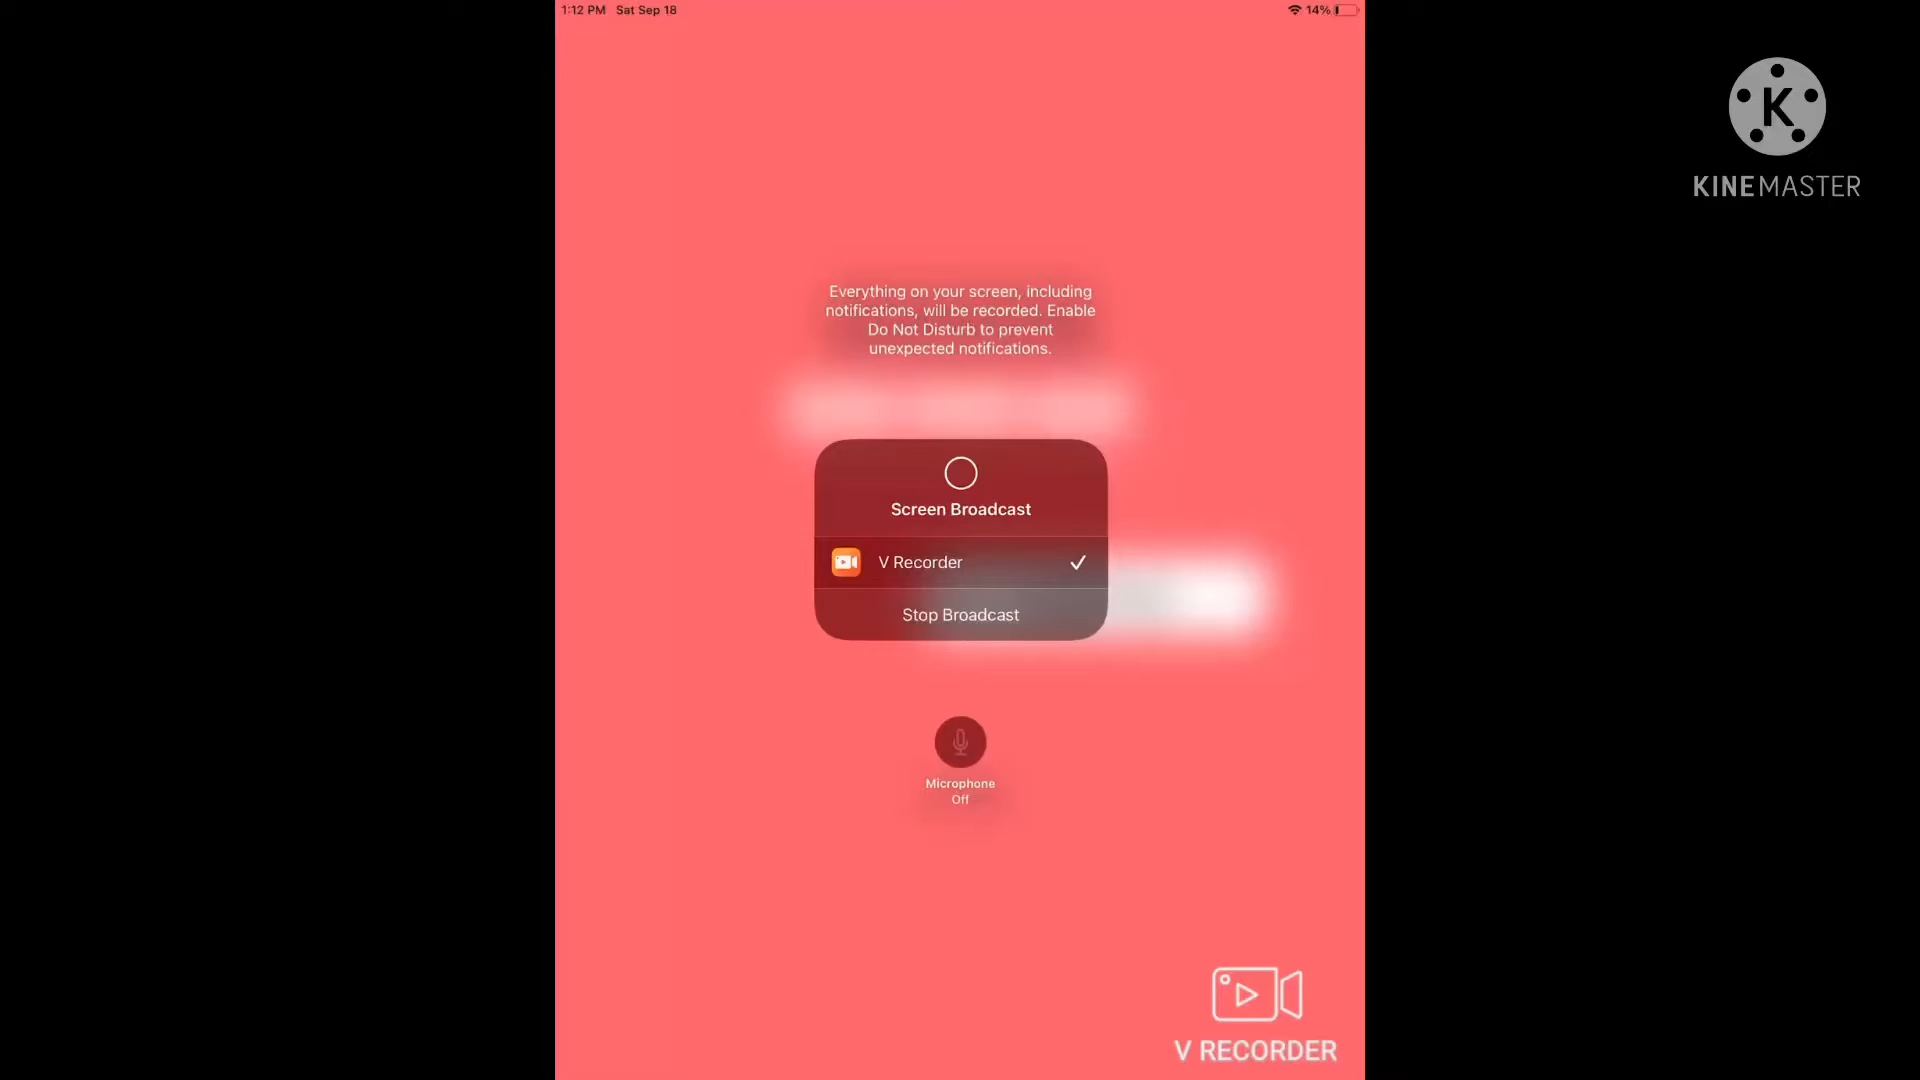 1:12 PM Sat Sep 18
14%
K
KINEMASTER
Everything on your screen, including
notifications, will be recorded. Enable
Do Not Disturb to prevent
unexpected notifications.
Screen Broadcast
V Recorder
Stop Broadcast
Microphone
Off
V RECORDER